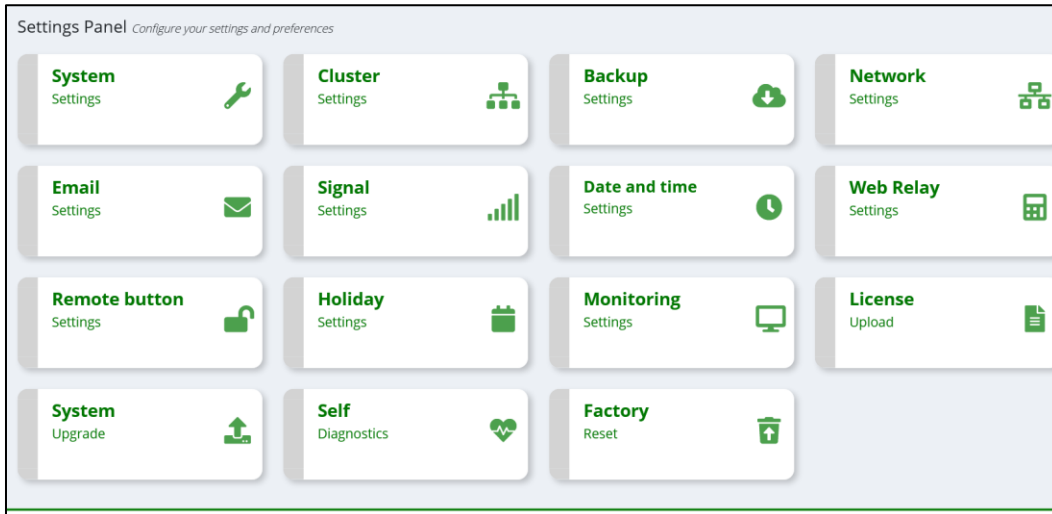 Settings Panel Configure your settings and preferences
System
Settings
Cluster
Settings
Backup
Settings
Network
Settings
Email
Settings
Signal
Settings
Date and time
Settings
Web Relay
Settings
Remote button
Settings
Holiday
Settings
Monitoring
Settings
License
Upload
System
Upgrade
Self
Diagnostics
Factory
Reset